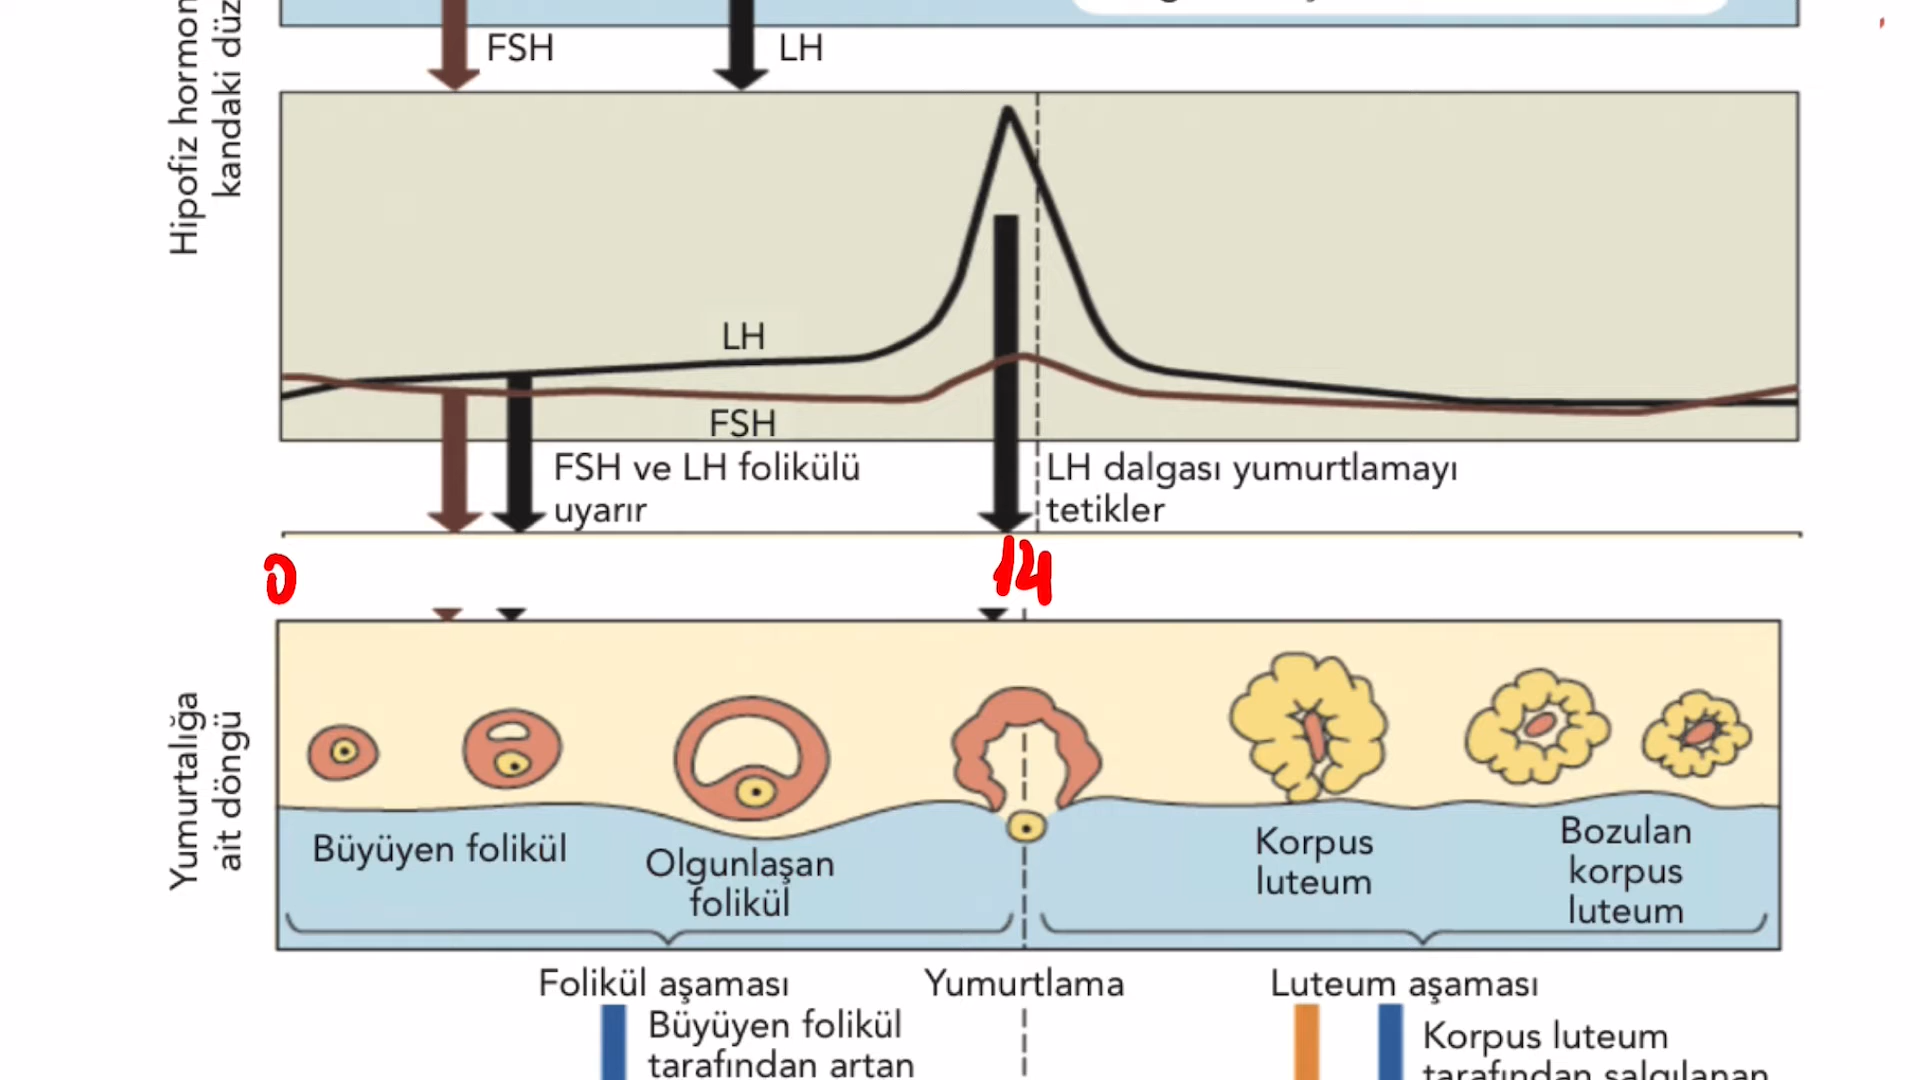 Hipofiz hormon
kandaki düz
FSH
LH
LH
FSH
FSH ve LH folikülü
uyarır
LH dalgası yumurtlamayı
tetikler
0
14
Yumurtalığa
ait döngü
Büyüyen folikül
Olgunlaşan
folikül
Korpus
luteum
Bozulan
korpus
luteum
Folikül aşaması
Yumurtlama
Luteum aşaması
Büyüyen folikül
tarafından artan
Korpus luteum
tarafından salgılanan